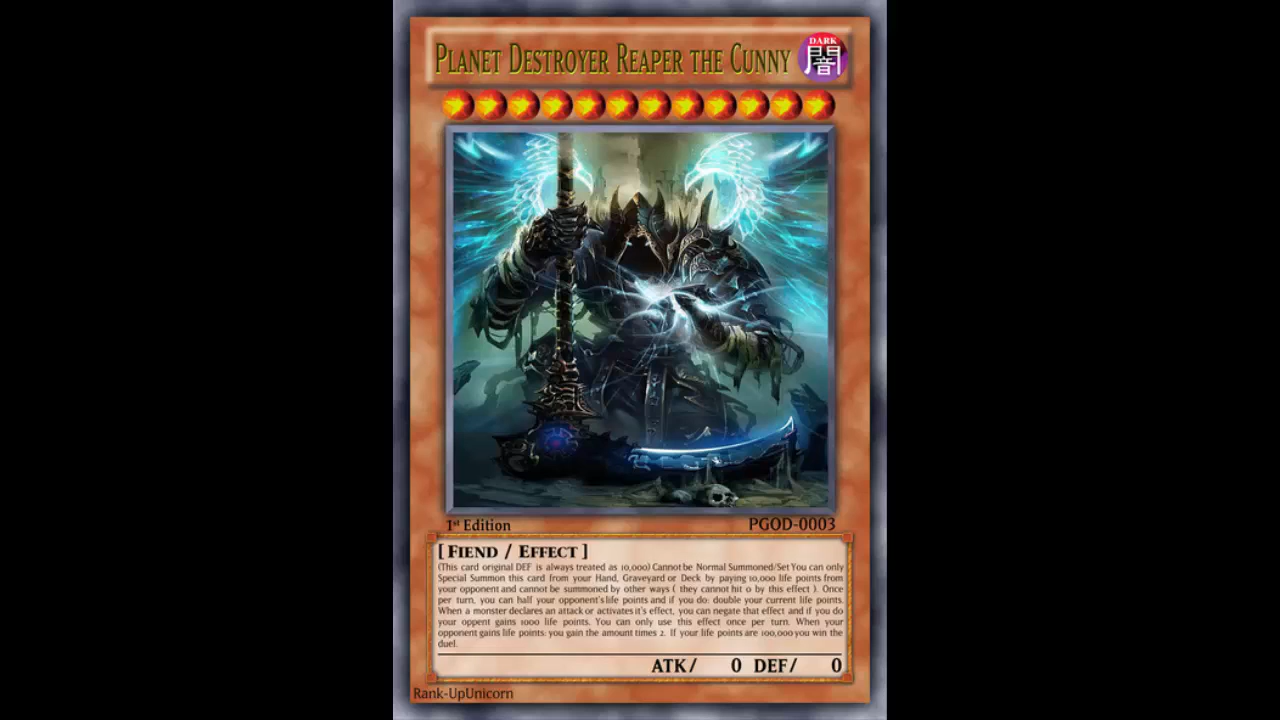 PLANET DESTROYER REAPER THE CUNNY
DARK
闇
1st Edition
PGOD-0003
[ FIEND / EFFECT ]
(This card original DEF is always treated as 10,000) Cannot be Normal Summoned/Set You can only
Special Summon this card from your Hand, Graveyard or Deck by paying 10,000 life points from
your opponent and cannot be summoned by other ways ( they cannot hit 0 by this effect ). Once
per turn, you can half your opponent's life points and if you do: double your current life points.
When a monster declares an attack or activates it's effect, you can negate that effect and if you do
your oppent gains 1000 life points. You can only use this effect once per turn. When your
opponent gains life points: you gain the amount times 2. If your life points are 100,000 you win the
duel.
ATK/ 0 DEF/ 0
Rank-UpUnicorn